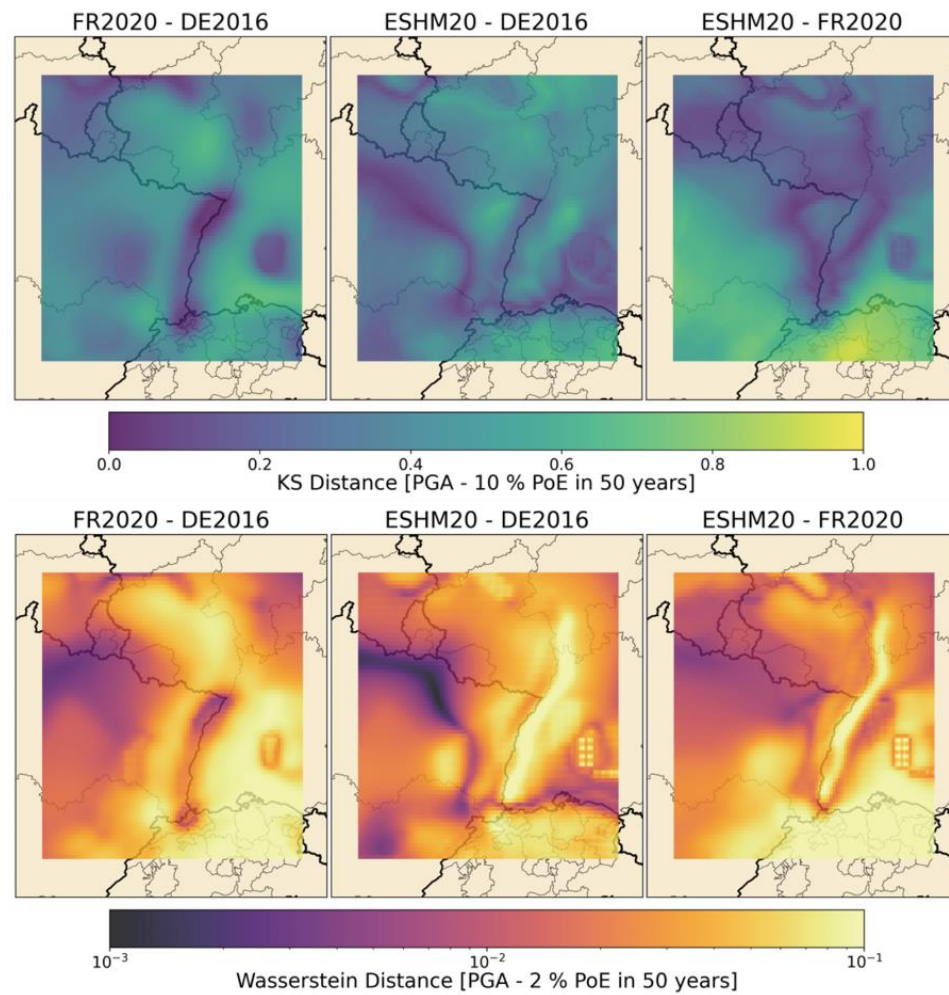 FR2020 - DE2016
ESHM20 - DE2016
ESHM20 - FR2020
0.0 0.2 0.4 0.6 0.8 1.0
KS Distance [PGA - 10 % PoE in 50 years]
FR2020 - DE2016
ESHM20 - DE2016
ESHM20 - FR2020
10⁻³ 10⁻² 10⁻¹
Wasserstein Distance [PGA - 2 % PoE in 50 years]